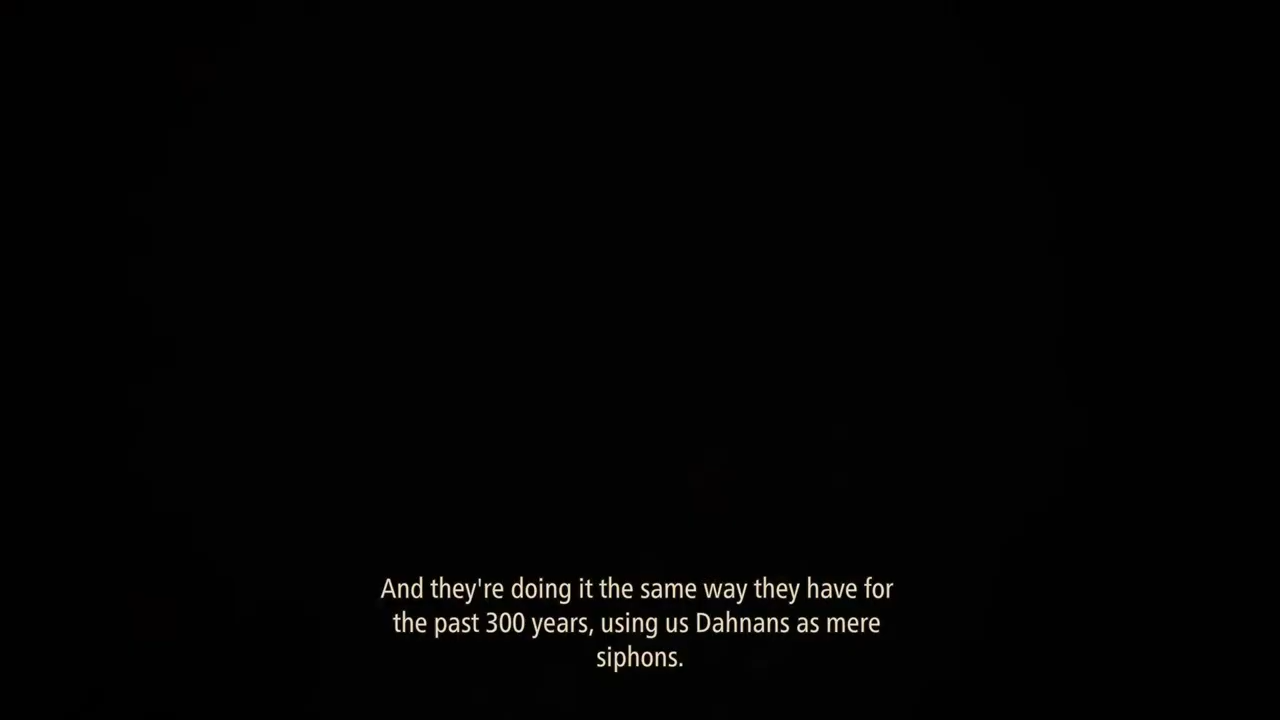 And they're doing it the same way they have for
the past 300 years, using us Dahnans as mere
siphons.